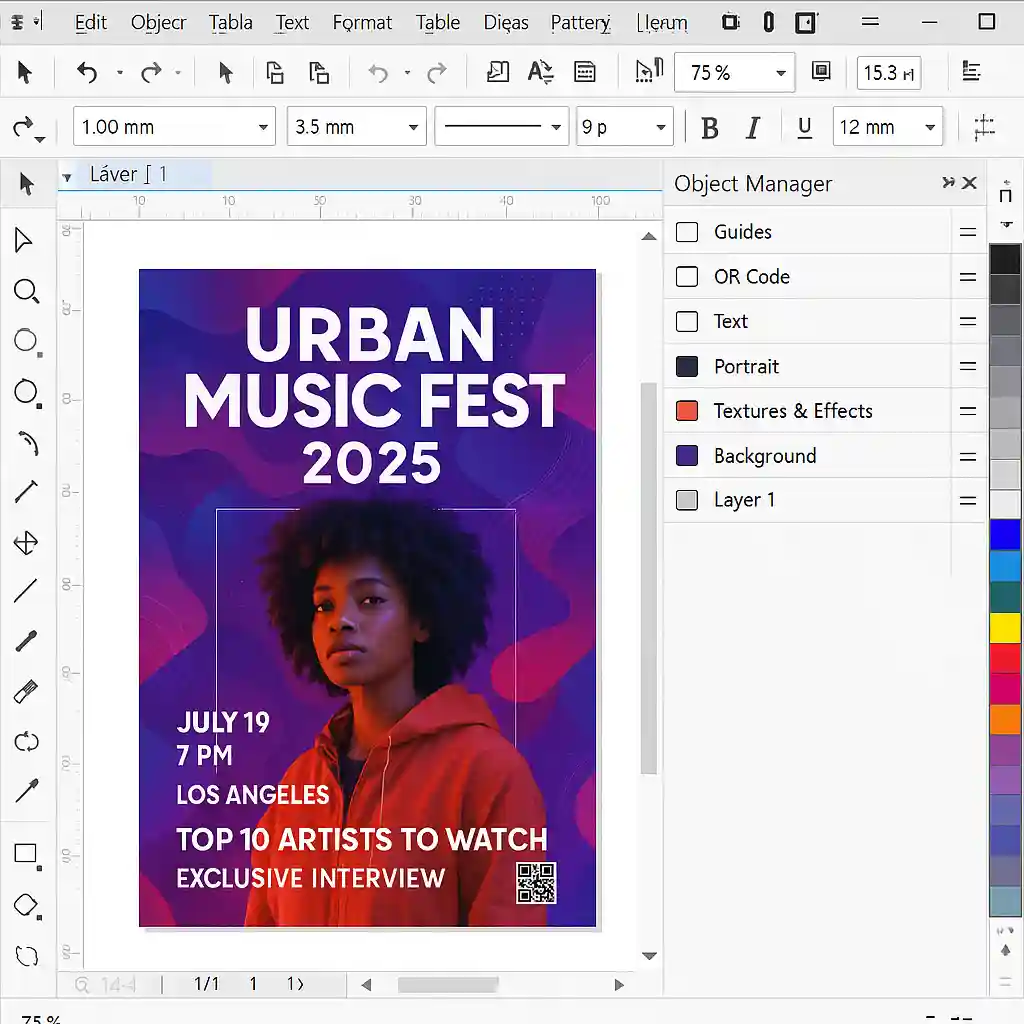 Edit Objecr Tabla Text Format Table Dieas Pattery
75 % 15.3
1.00 mm 3.5 mm 9 p B I U 12 mm
Láver [ 1
Object Manager
10 10 50 30 40 100
Guides
OR Code
Text
Portrait
Textures & Effects
Background
Layer 1
URBAN
MUSIC FEST
2025
JULY 19
7 PM
LOS ANGELES
TOP 10 ARTISTS TO WATCH
EXCLUSIVE INTERVIEW
1/1 1 1
75 %